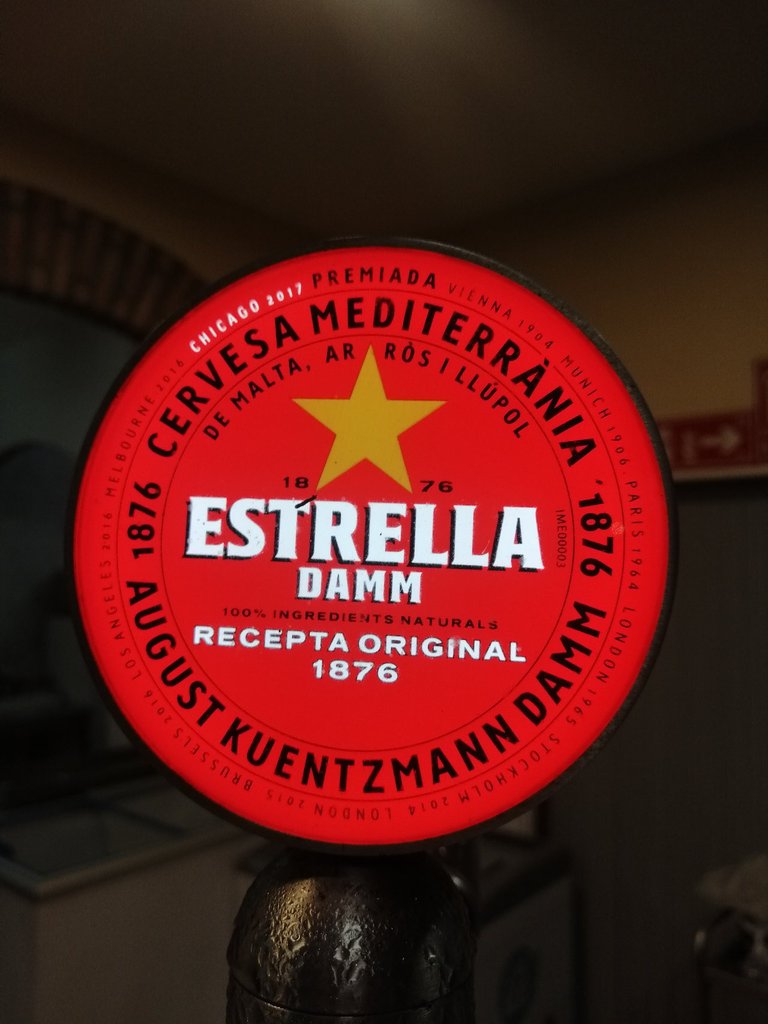 PREMIADA VIENNA 1904 MUNICH 1906 · PARIS 1964 LONDON 1965 STOCKHOLM 2014 LONDON 2015 BRUSSELS 2016 LOS ANGELES 2016 MELBOURNE 2016 CHICAGO 2017
CERVESA MEDITERRÀNIA
DE MALTA, ARRÒS I LLÚPOL
1876
1876
18 76
ESTRELLA
DAMM
100% INGREDIENTS NATURALS
RECEPTA ORIGINAL
1876
1ME00003
AUGUST KUENTZMANN DAMM